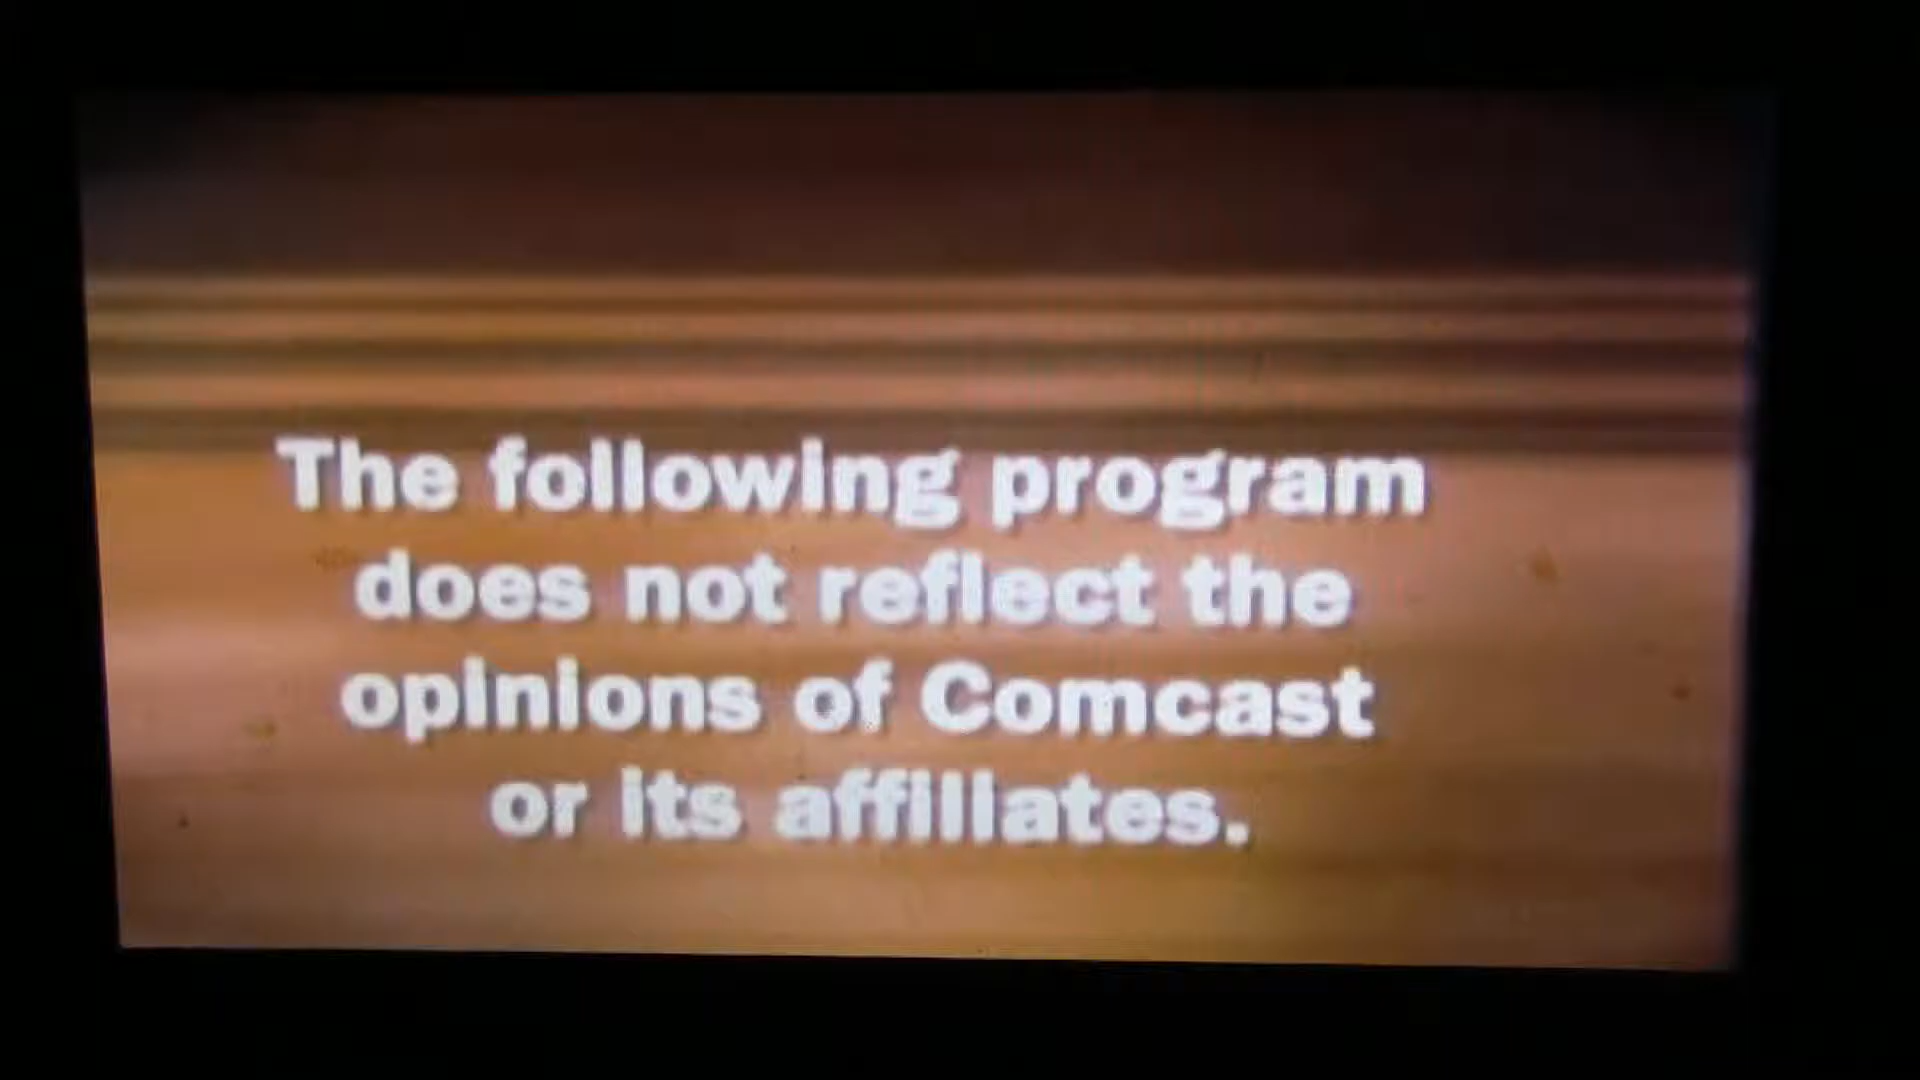 The following program
does not reflect the
opinions of Comcast
or its affiliates.